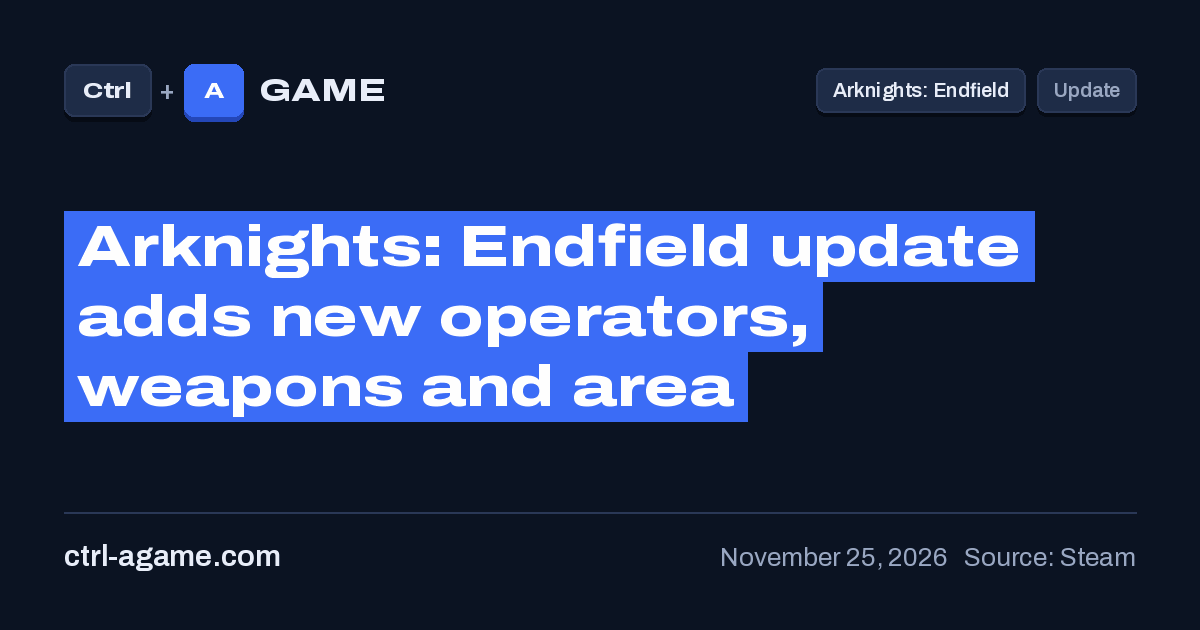 Ctrl + A GAME
Arknights: Endfield Update
Arknights: Endfield update
adds new operators,
weapons and area
ctrl-agame.com
November 25, 2026 Source: Steam